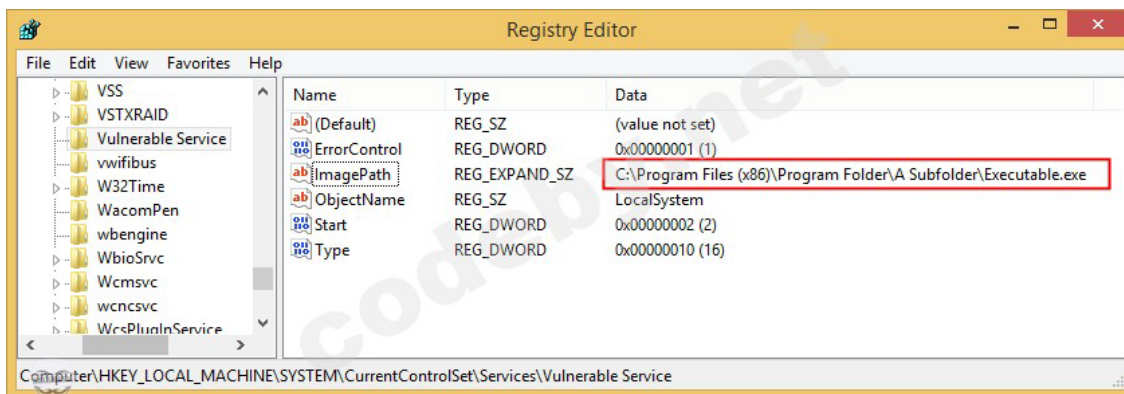 Registry Editor
File Edit View Favorites Help
VSS
VSTXRAID
Vulnerable Service
vwifibus
W32Time
WacomPen
wbengine
WbioSrvc
Wcmsvc
wcncsvc
WcsPlugInService
Name Type Data
(Default) REG_SZ (value not set)
ErrorControl REG_DWORD 0x00000001 (1)
ImagePath REG_EXPAND_SZ C:\Program Files (x86)\Program Folder\A Subfolder\Executable.exe
ObjectName REG_SZ LocalSystem
Start REG_DWORD 0x00000002 (2)
Type REG_DWORD 0x00000010 (16)
Computer\HKEY_LOCAL_MACHINE\SYSTEM\CurrentControlSet\Services\Vulnerable Service
codeby.net